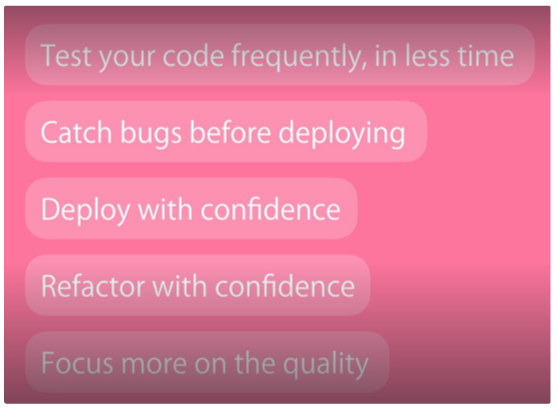 Test your code frequently, in less time
Catch bugs before deploying
Deploy with confidence
Refactor with confidence
Focus more on the quality